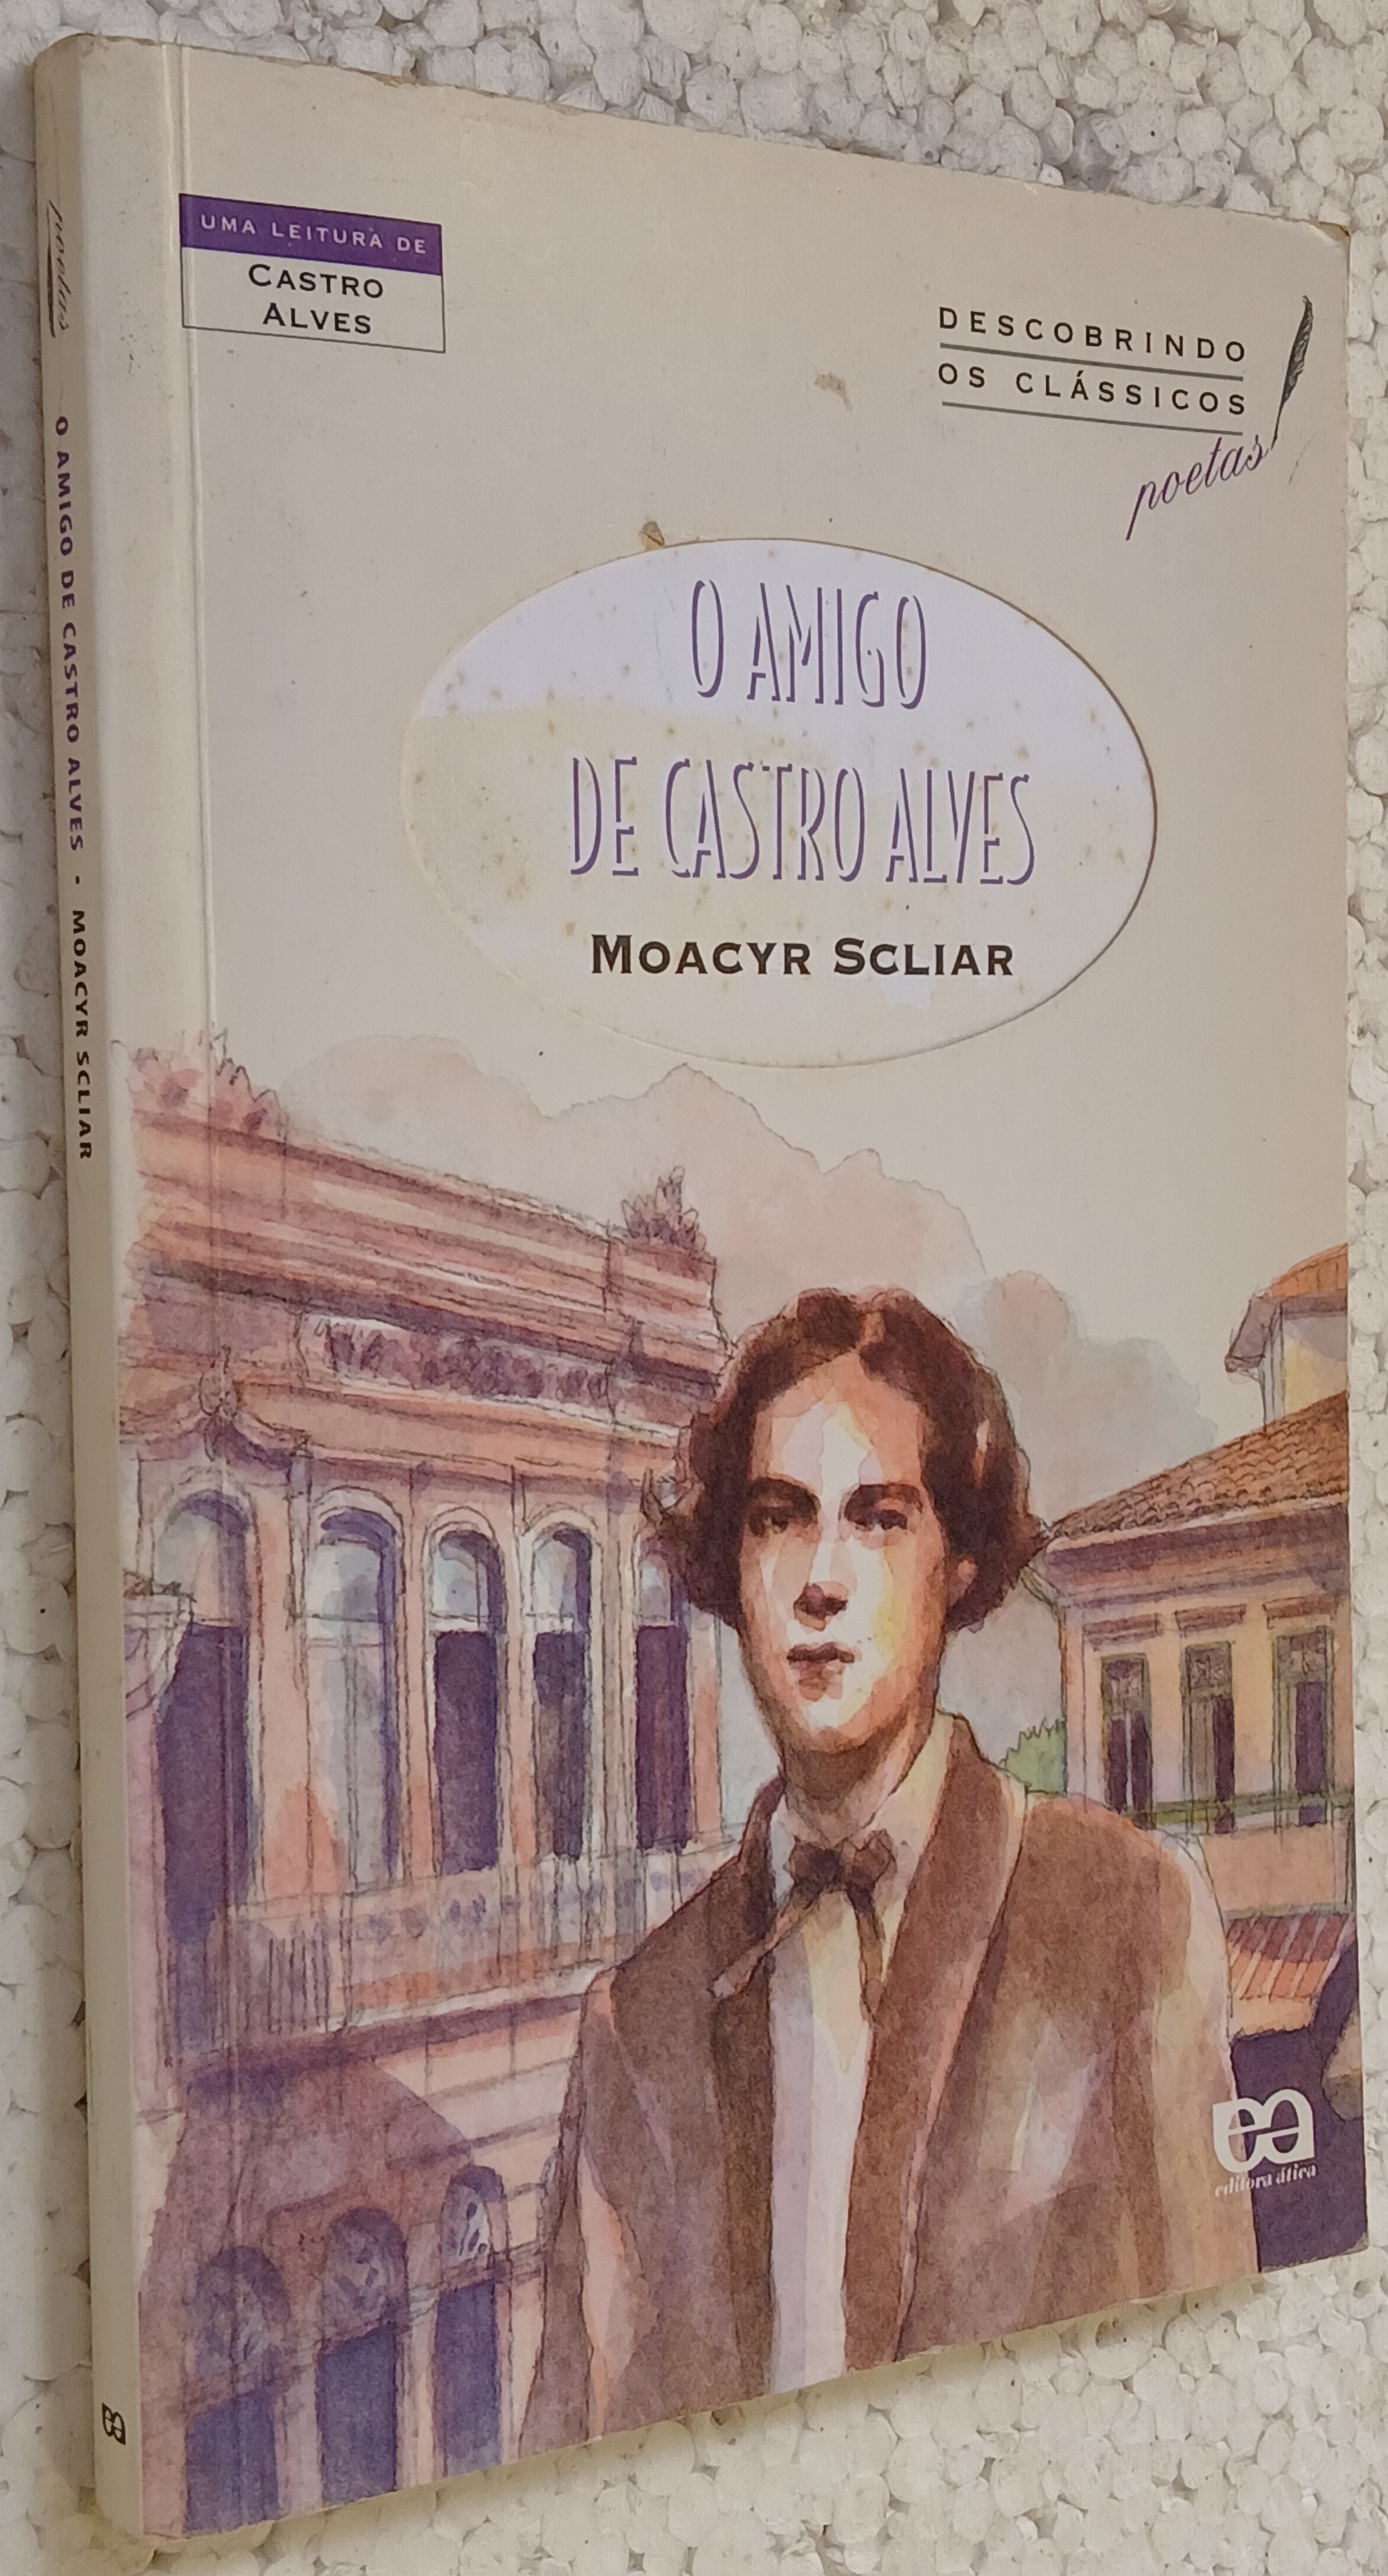 UMA LEITURA DE
CASTRO
ALVES
DESCOBRINDO
OS CLÁSSICOS
poetas
O AMIGO
DE CASTRO ALVES
MOACYR SCLIAR
ea
editora ática
poetas
O AMIGO DE CASTRO ALVES - MOACYR SCLIAR